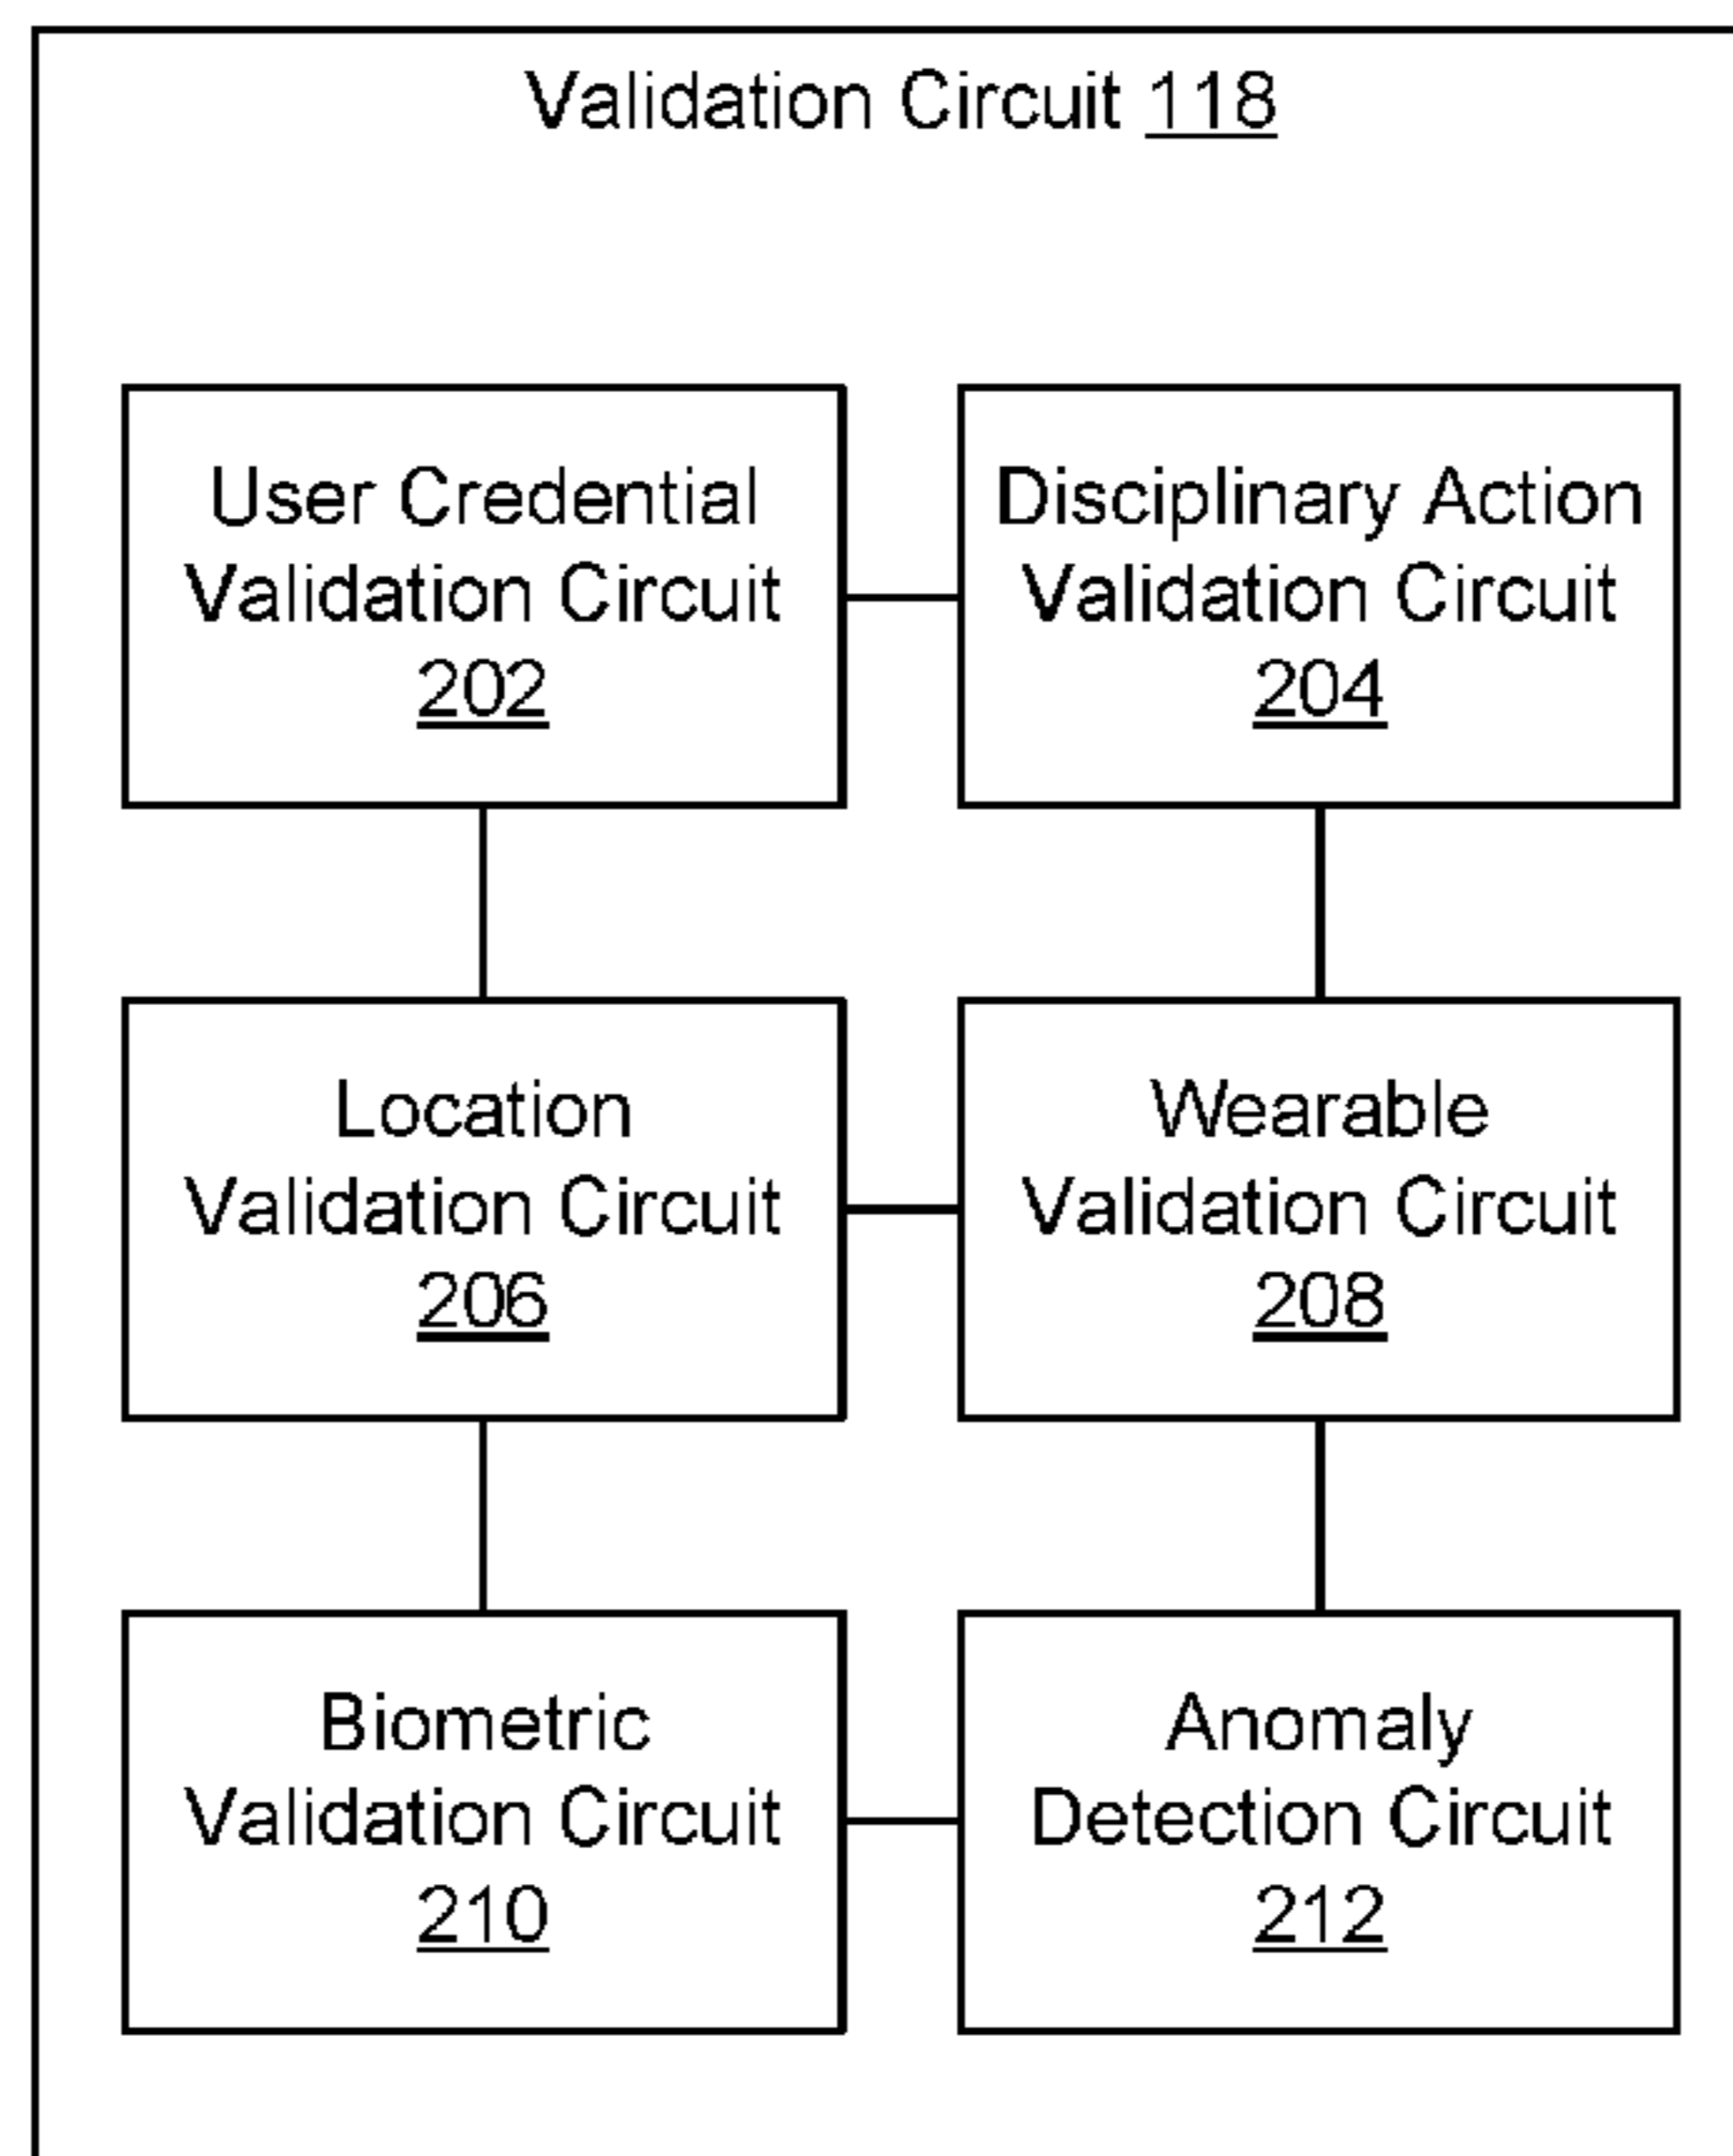 Validation Circuit 118
User Credential
Validation Circuit
202
Disciplinary Action
Validation Circuit
204
Location
Validation Circuit
206
Wearable
Validation Circuit
208
Biometric
Validation Circuit
210
Anomaly
Detection Circuit
212